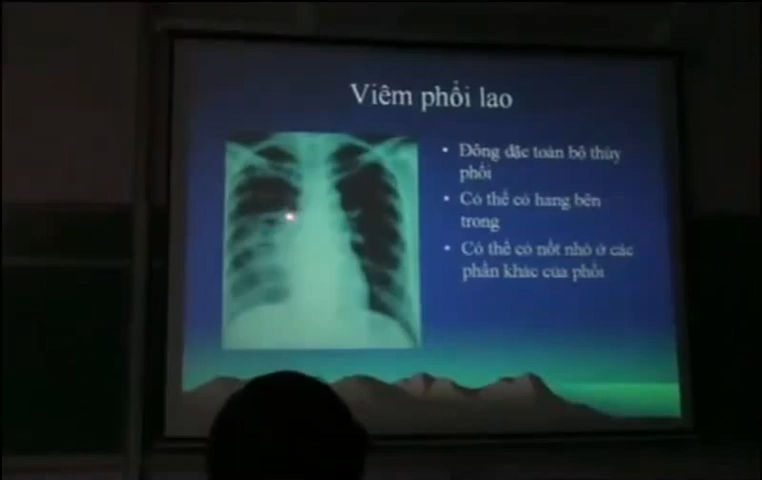 Viêm phổi lao
• Đông đặc toàn bộ thùy
phổi
• Có thể có hang bên
trong
• Có thể có nốt nhỏ ở các
phần khác của phổi